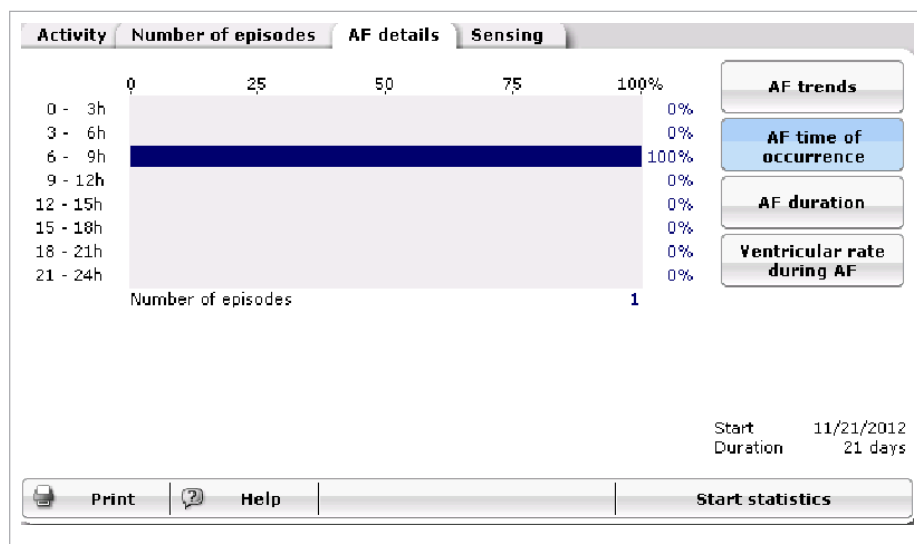 Activity Number of episodes AF details Sensing
0 25 50 75 100%
0 - 3h 0%
3 - 6h 0%
6 - 9h 100%
9 - 12h 0%
12 - 15h 0%
15 - 18h 0%
18 - 21h 0%
21 - 24h 0%
Number of episodes 1
AF trends
AF time of
occurrence
AF duration
Ventricular rate
during AF
Start 11/21/2012
Duration 21 days
Print Help Start statistics